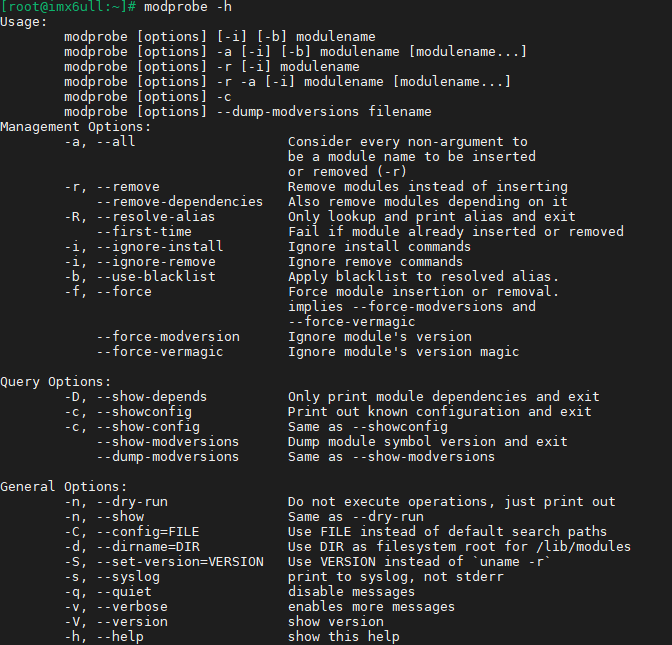 [root@imx6ull:~]# modprobe -h
Usage:
        modprobe [options] [-i] [-b] modulename
        modprobe [options] -a [-i] [-b] modulename [modulename...]
        modprobe [options] -r [-i] modulename
        modprobe [options] -r -a [-i] modulename [modulename...]
        modprobe [options] -c
        modprobe [options] --dump-modversions filename
Management Options:
        -a, --all                   Consider every non-argument to
                                    be a module name to be inserted
                                    or removed (-r)
        -r, --remove                Remove modules instead of inserting
            --remove-dependencies   Also remove modules depending on it
        -R, --resolve-alias         Only lookup and print alias and exit
            --first-time            Fail if module already inserted or removed
        -i, --ignore-install        Ignore install commands
        -i, --ignore-remove         Ignore remove commands
        -b, --use-blacklist         Apply blacklist to resolved alias.
        -f, --force                 Force module insertion or removal.
                                    implies --force-modversions and
                                    --force-vermagic
            --force-modversion      Ignore module's version
            --force-vermagic        Ignore module's version magic

Query Options:
        -D, --show-depends          Only print module dependencies and exit
        -c, --showconfig            Print out known configuration and exit
        -c, --show-config           Same as --showconfig
            --show-modversions      Dump module symbol version and exit
            --dump-modversions      Same as --show-modversions

General Options:
        -n, --dry-run               Do not execute operations, just print out
        -n, --show                  Same as --dry-run
        -C, --config=FILE           Use FILE instead of default search paths
        -d, --dirname=DIR           Use DIR as filesystem root for /lib/modules
        -S, --set-version=VERSION   Use VERSION instead of `uname -r`
        -s, --syslog                print to syslog, not stderr
        -q, --quiet                 disable messages
        -v, --verbose               enables more messages
        -V, --version               show version
        -h, --help                  show this help